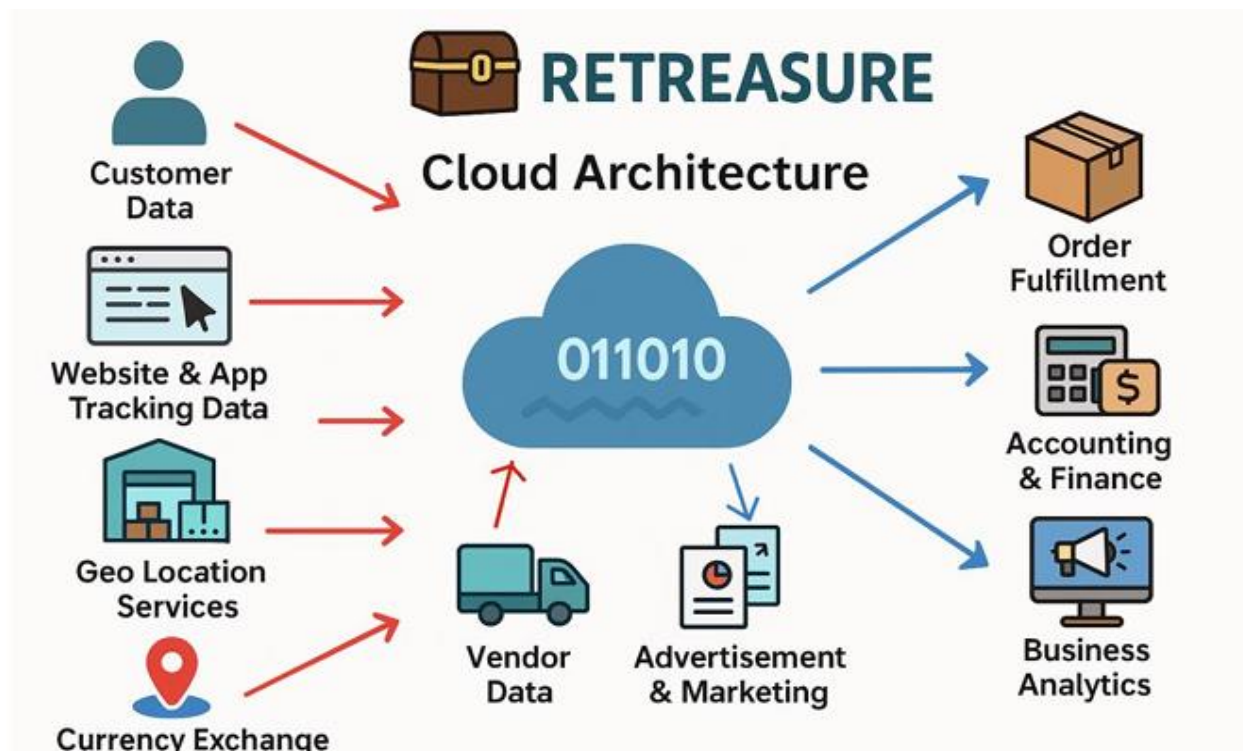 RETREASURE
Cloud Architecture
Customer
Data
Website & App
Tracking Data
Geo Location
Services
Currency Exchange
011010
Vendor
Data
Advertisement
& Marketing
Order
Fulfillment
Accounting
& Finance
$
Business
Analytics